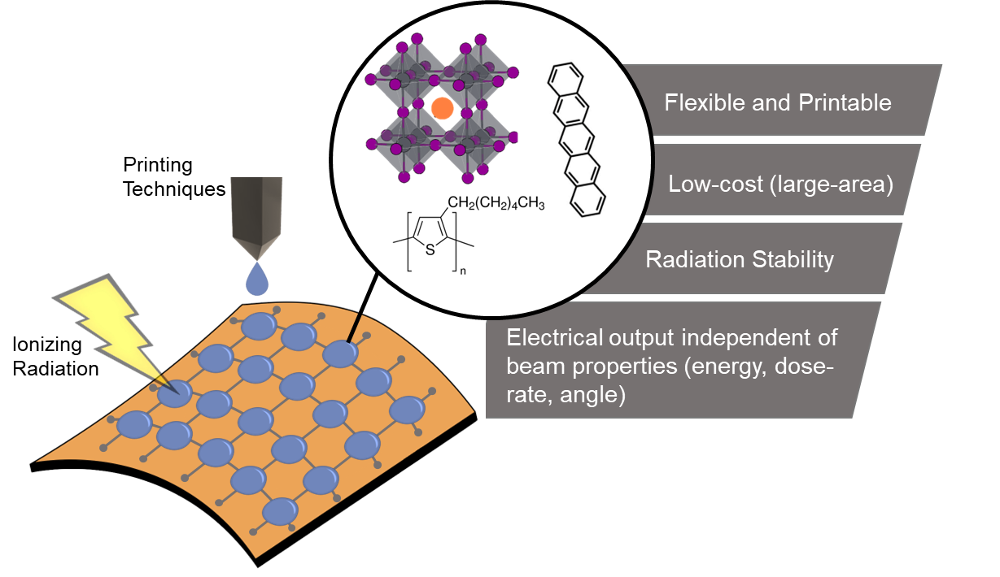 Flexible and Printable
Printing
Techniques
Low-cost (large-area)
CH2(CH2)4CH3
S
n
Radiation Stability
Ionizing
Radiation
Electrical output independent of
beam properties (energy, dose-
rate, angle)